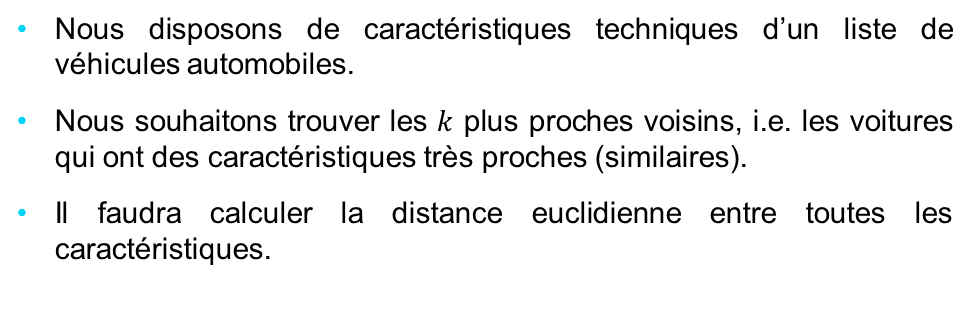 • Nous disposons de caractéristiques techniques d'un liste de
véhicules automobiles.
• Nous souhaitons trouver les k plus proches voisins, i.e. les voitures
qui ont des caractéristiques très proches (similaires).
• Il faudra calculer la distance euclidienne entre toutes les
caractéristiques.